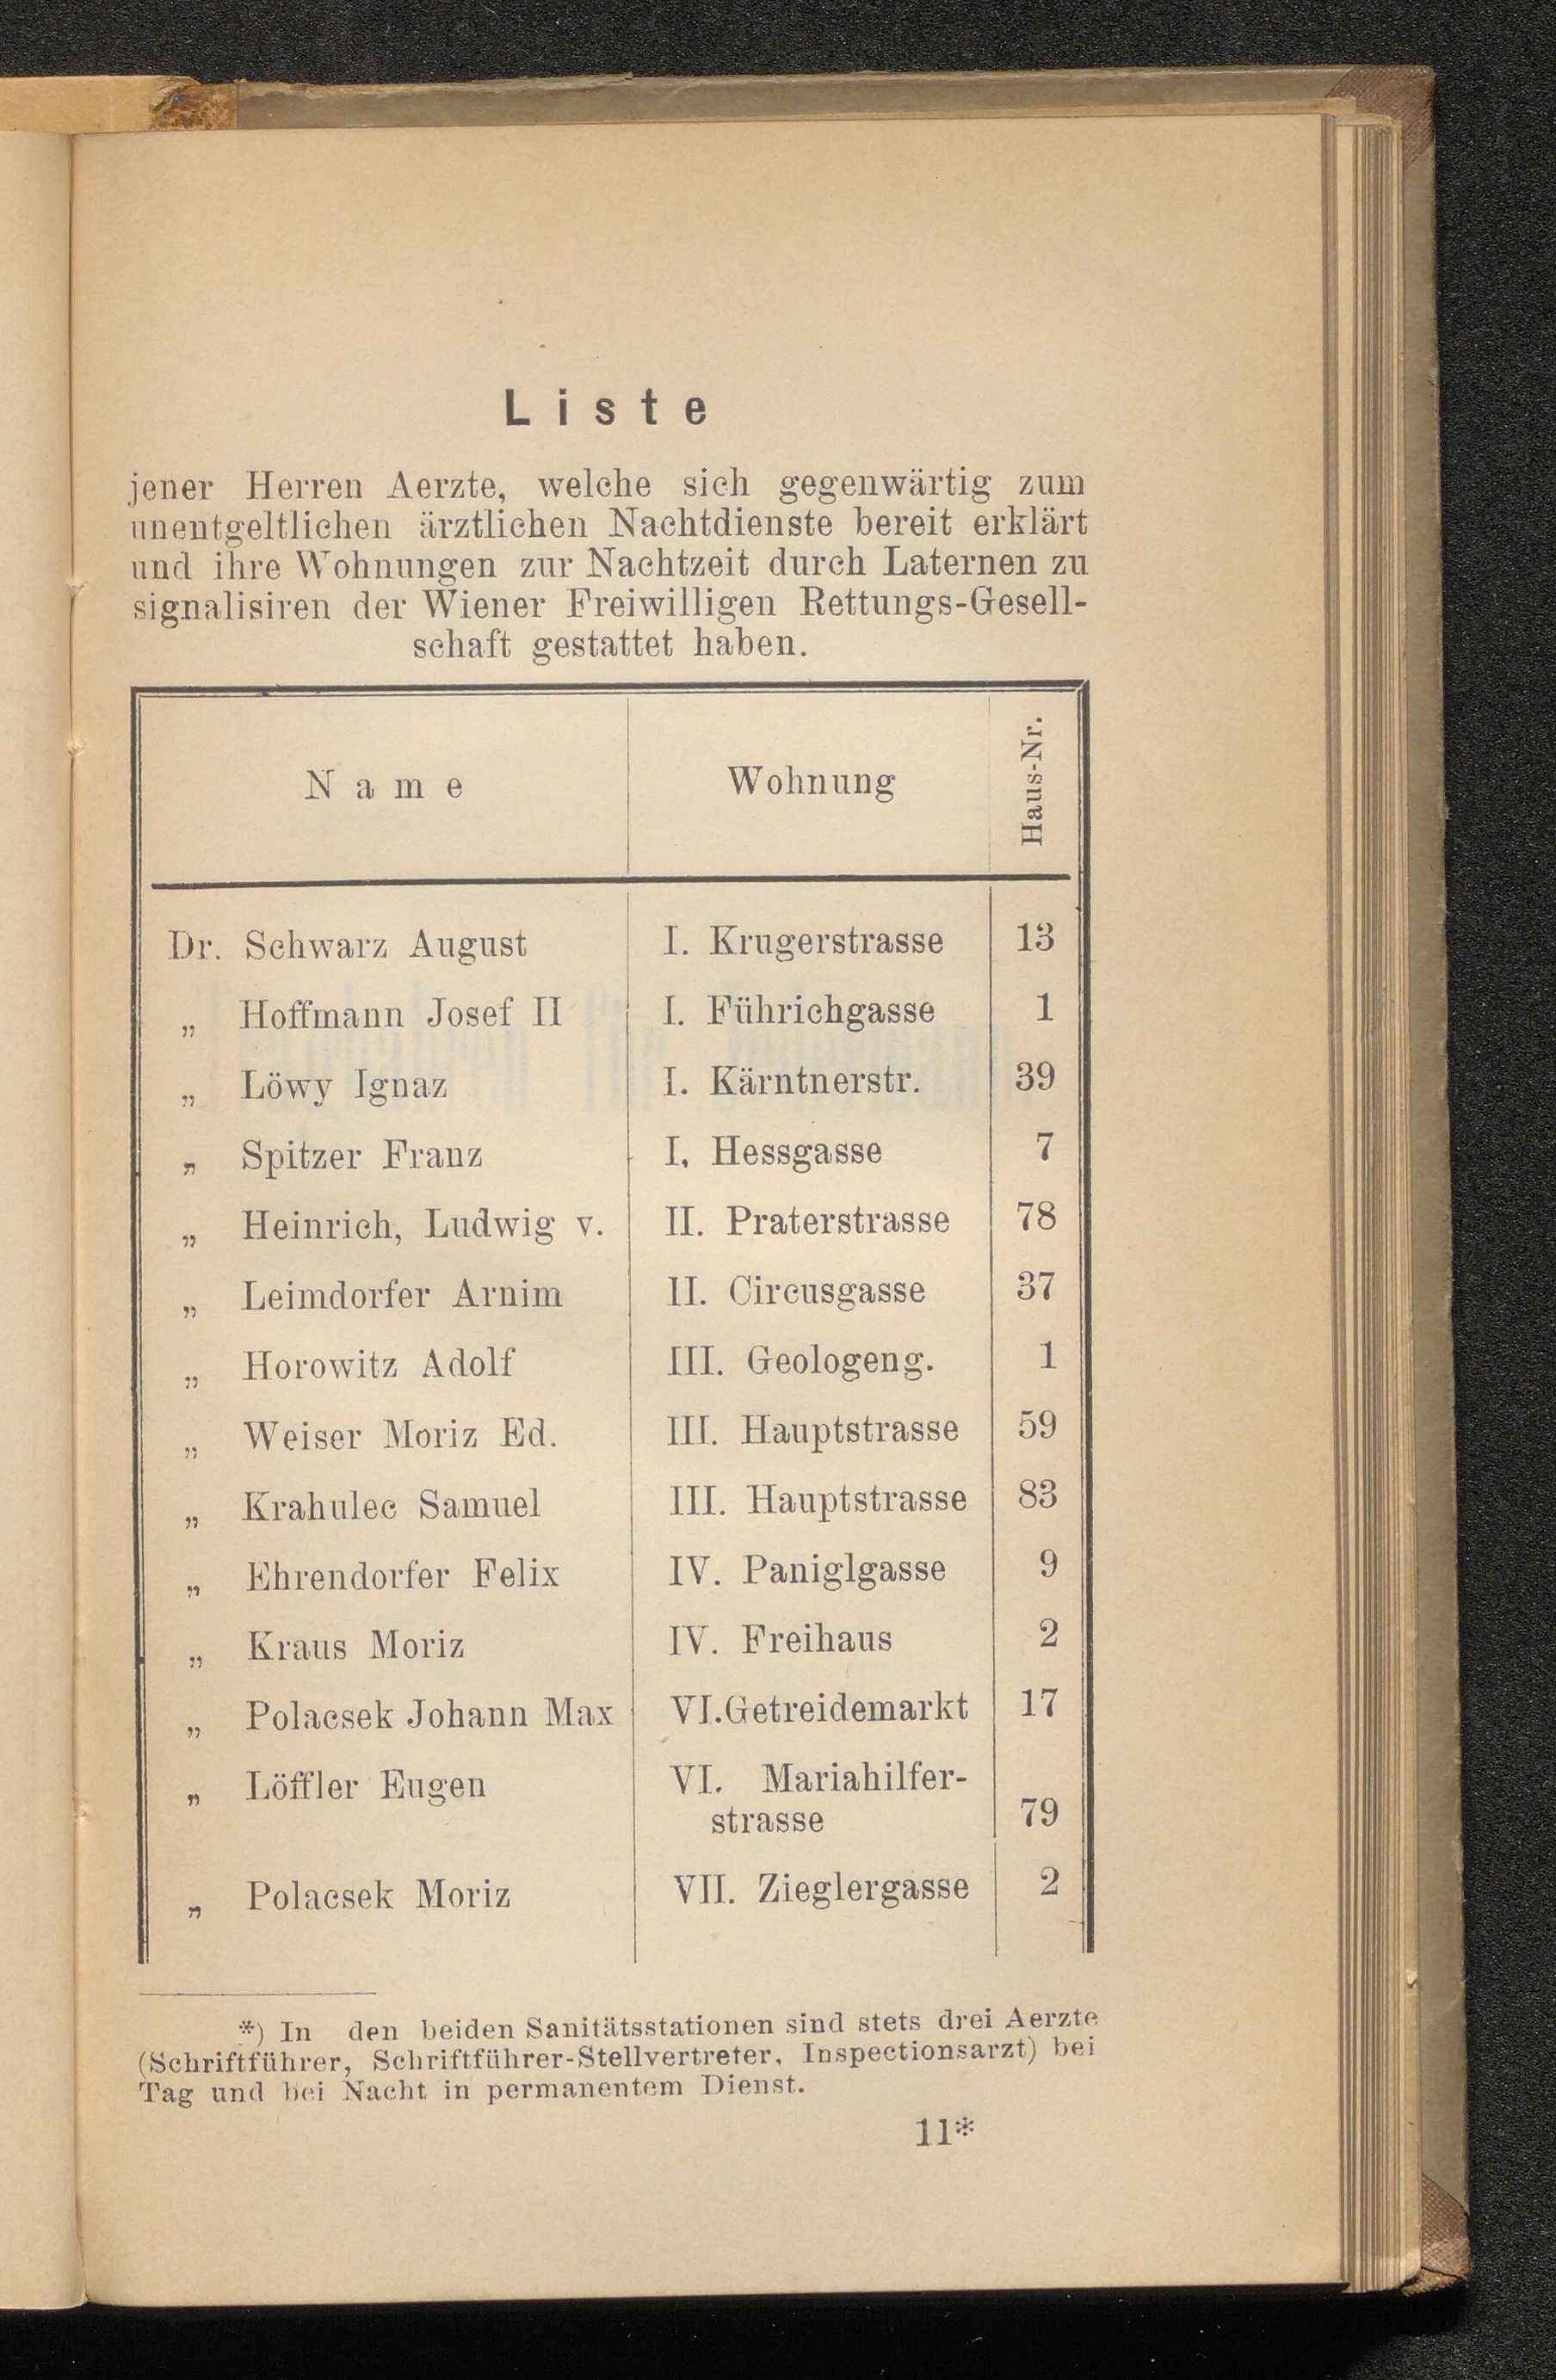 Liste
jener Herren Aerzte, welche sich gegenwärtig zum
unentgeltlichen ärztlichen Nachtdienste bereit erklärt
und ihre Wohnungen zur Nachtzeit durch Laternen zu
signalisiren der Wiener Freiwilligen Rettungs-Gesell-
schaft gestattet haben.
Name Wohnung Haus-Nr.
Dr. Schwarz August I. Krugerstrasse 13
„ Hoffmann Josef II I. Führichgasse 1
„ Löwy Ignaz I. Kärntnerstr. 39
„ Spitzer Franz I, Hessgasse 7
„ Heinrich, Ludwig v. II. Praterstrasse 78
„ Leimdorfer Arnim II. Circusgasse 37
„ Horowitz Adolf III. Geologeng. 1
„ Weiser Moriz Ed. III. Hauptstrasse 59
„ Krahulec Samuel III. Hauptstrasse 83
„ Ehrendorfer Felix IV. Paniglgasse 9
„ Kraus Moriz IV. Freihaus 2
„ Polacsek Johann Max VI.Getreidemarkt 17
„ Löffler Eugen VI. Mariahilfer-
strasse 79
„ Polacsek Moriz VII. Zieglergasse 2
*) In den beiden Sanitätsstationen sind stets drei Aerzte
(Schriftführer, Schriftführer-Stellvertreter, Inspectionsarzt) bei
Tag und bei Nacht in permanentem Dienst.
11*